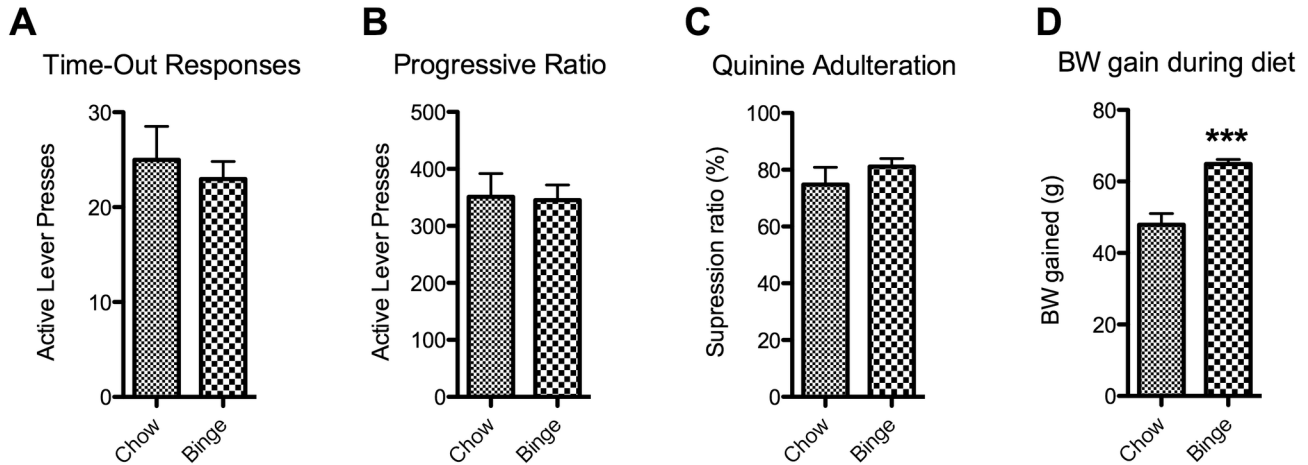 A
Time-Out Responses
Active Lever Presses
30
20
10
0
Chow
Binge
B
Progressive Ratio
Active Lever Presses
500
400
300
200
100
0
Chow
Binge
C
Quinine Adulteration
Supression ratio (%)
100
80
60
40
20
0
Chow
Binge
D
BW gain during diet
BW gained (g)
80
60
40
20
0
***
Chow
Binge